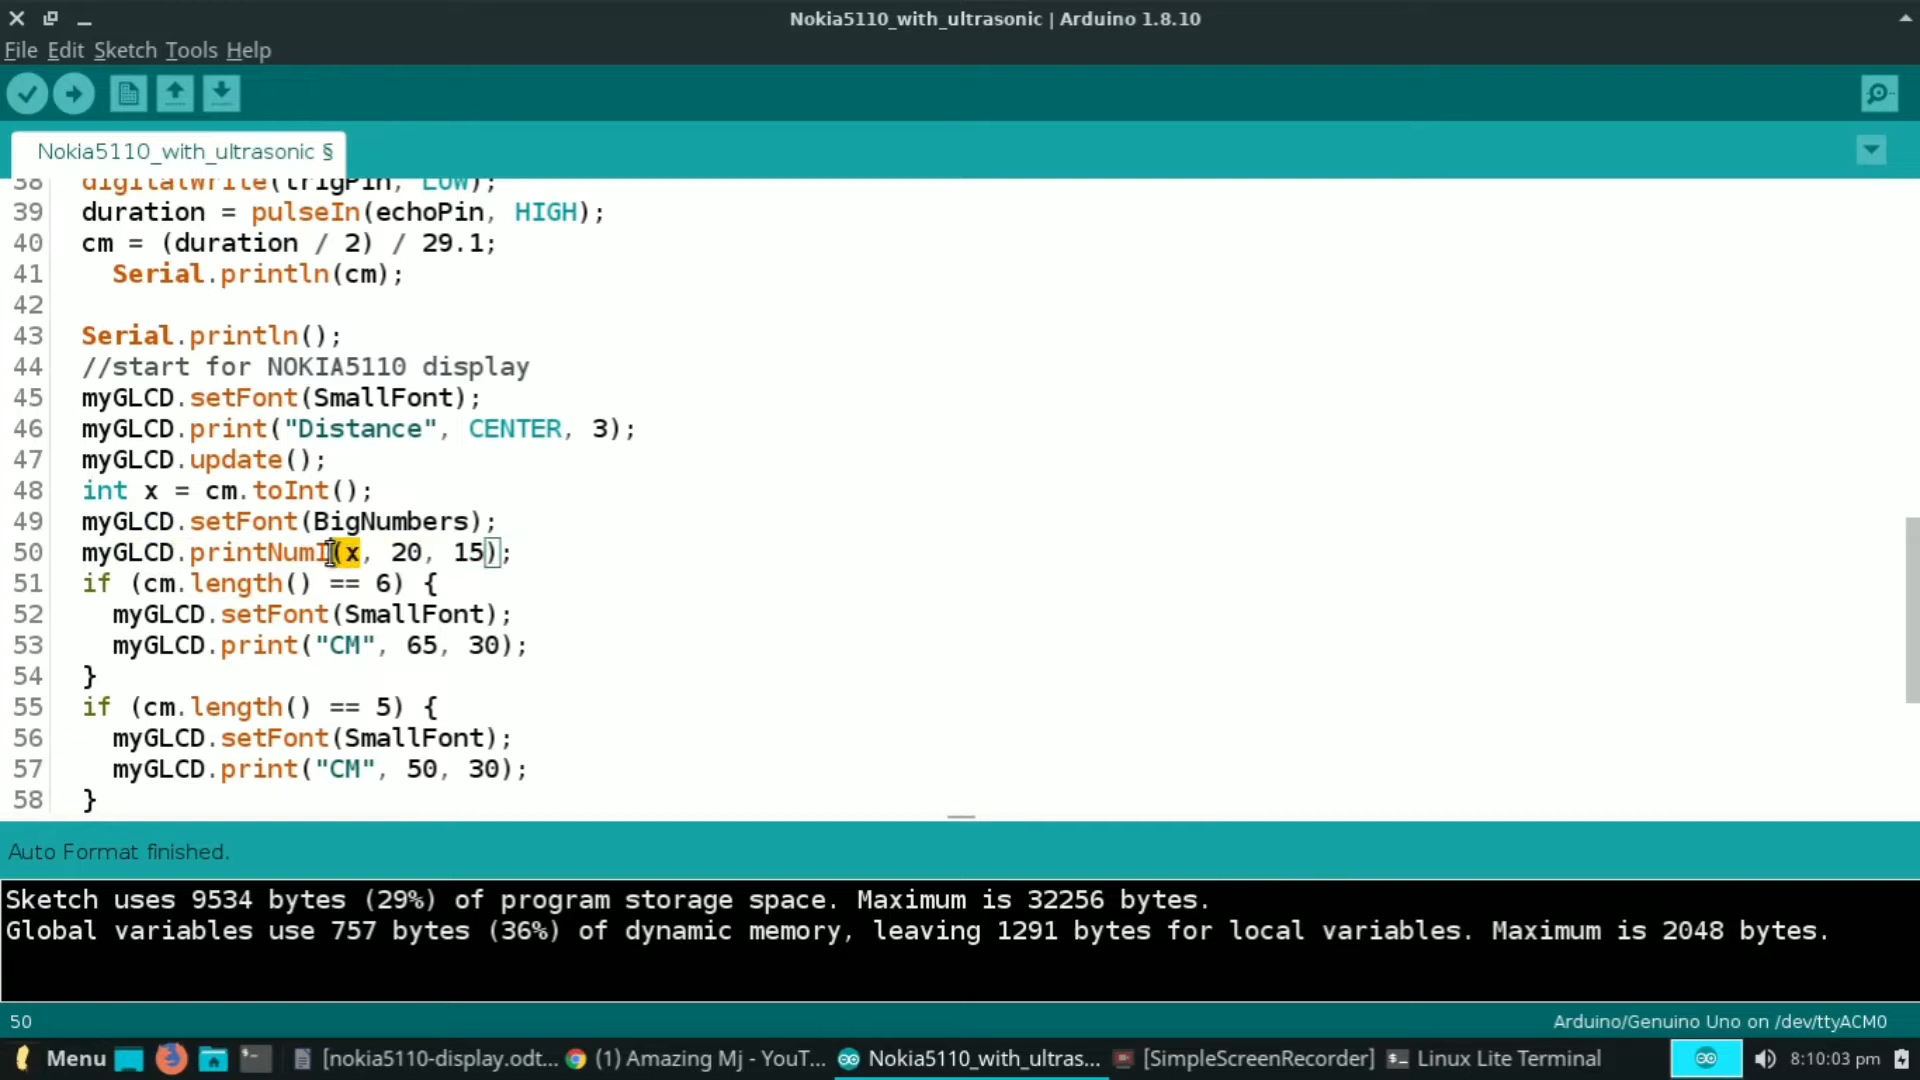 Nokia5110_with_ultrasonic | Arduino 1.8.10
File Edit Sketch Tools Help
Nokia5110_with_ultrasonic §
38 digitalWrite(trigPin, LOW);
39 duration = pulseIn(echoPin, HIGH);
40 cm = (duration / 2) / 29.1;
41 Serial.println(cm);
42
43 Serial.println();
44 //start for NOKIA5110 display
45 myGLCD.setFont(SmallFont);
46 myGLCD.print("Distance", CENTER, 3);
47 myGLCD.update();
48 int x = cm.toInt();
49 myGLCD.setFont(BigNumbers);
50 myGLCD.printNumI(x, 20, 15);
51 if (cm.length() == 6) {
52 myGLCD.setFont(SmallFont);
53 myGLCD.print("CM", 65, 30);
54 }
55 if (cm.length() == 5) {
56 myGLCD.setFont(SmallFont);
57 myGLCD.print("CM", 50, 30);
58 }
Auto Format finished.
Sketch uses 9534 bytes (29%) of program storage space. Maximum is 32256 bytes.
Global variables use 757 bytes (36%) of dynamic memory, leaving 1291 bytes for local variables. Maximum is 2048 bytes.
50 Arduino/Genuino Uno on /dev/ttyACM0
Menu [nokia5110-display.odt... (1) Amazing Mj - YouT... Nokia5110_with_ultras... [SimpleScreenRecorder] Linux Lite Terminal 8:10:03 pm